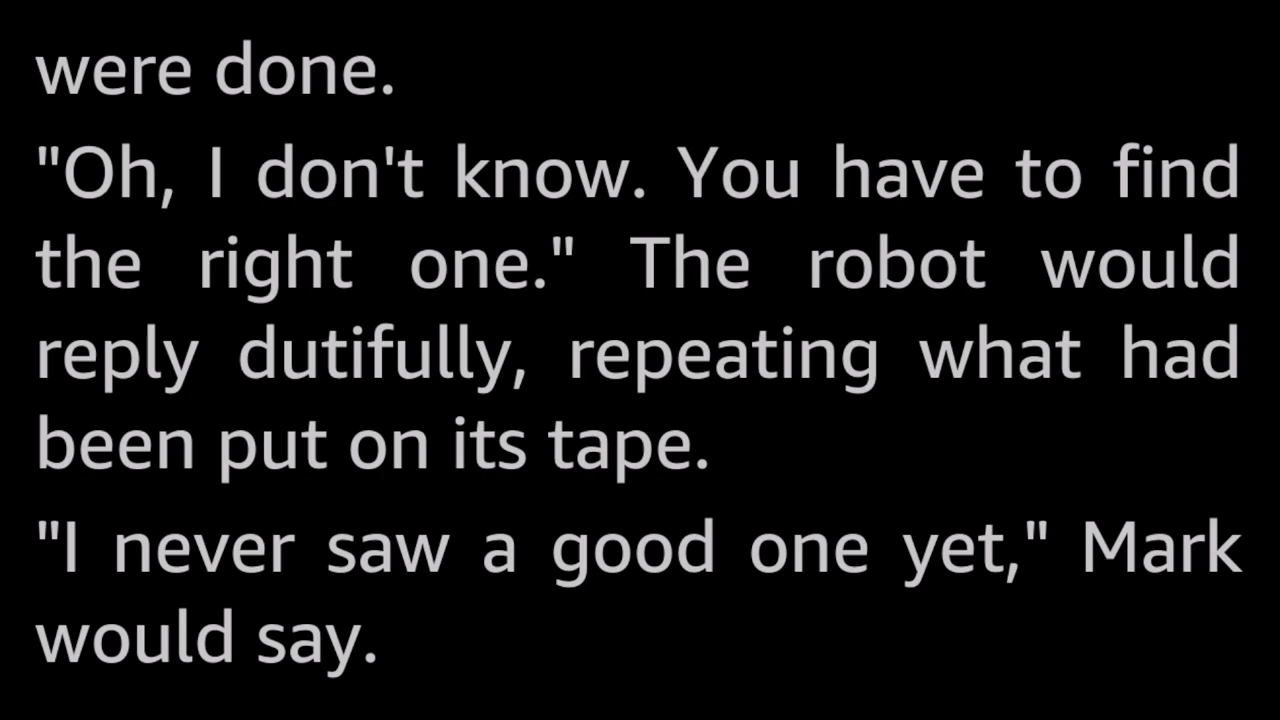 were done.
"Oh, I don't know. You have to find
the right one." The robot would
reply dutifully, repeating what had
been put on its tape.
"I never saw a good one yet," Mark
would say.